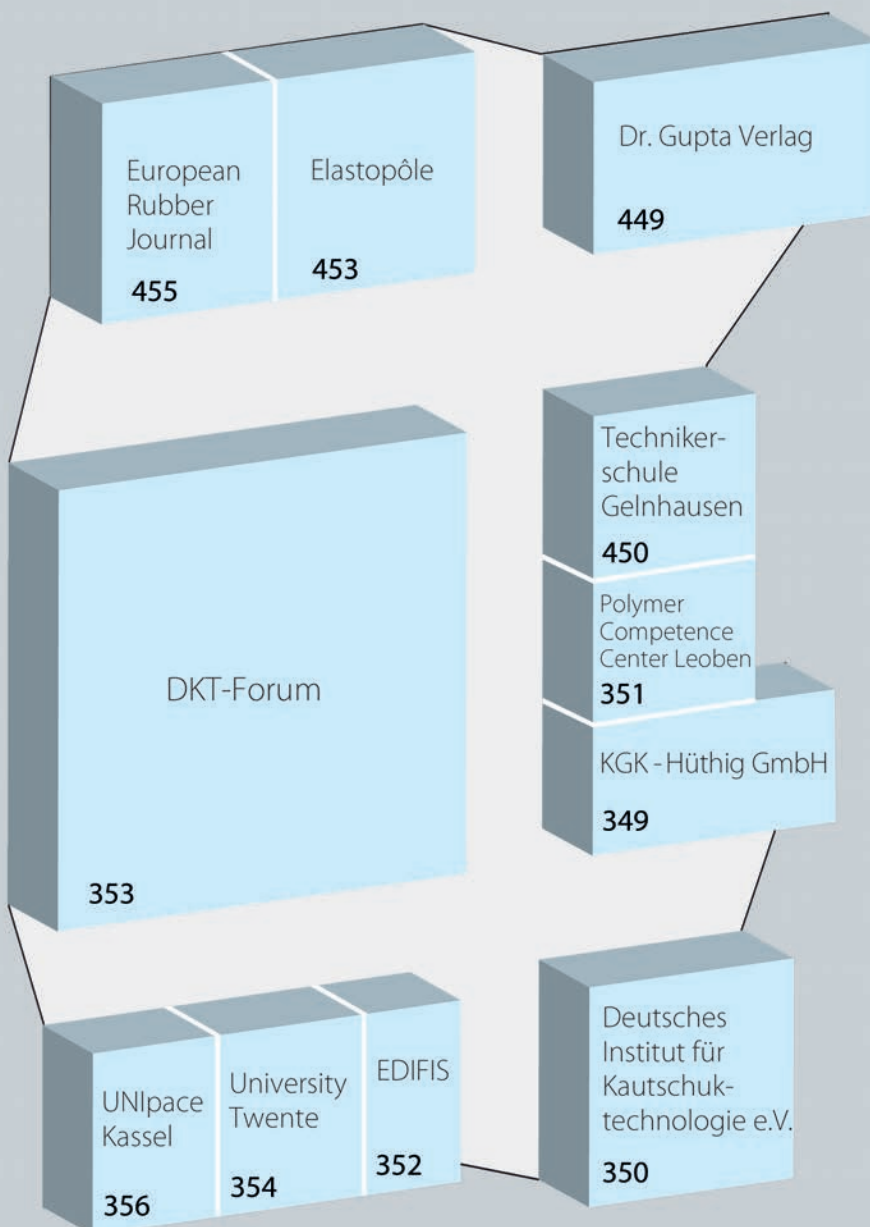 European
Rubber
Journal
455
Elastopôle
453
Dr. Gupta Verlag
449
Techniker-
schule
Gelnhausen
450
Polymer
Competence
Center Leoben
351
KGK - Hüthig GmbH
349
DKT-Forum
353
UNIpace
Kassel
356
University
Twente
354
EDIFIS
352
Deutsches
Institut für
Kautschuk-
technologie e.V.
350